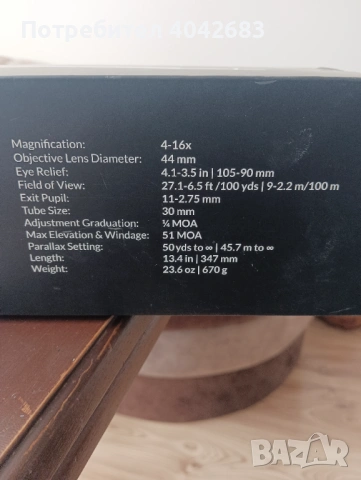 Потребител 4042683
Magnification: 4-16x
Objective Lens Diameter: 44 mm
Eye Relief: 4.1-3.5 in | 105-90 mm
Field of View: 27.1-6.5 ft /100 yds | 9-2.2 m/100 m
Exit Pupil: 11-2.75 mm
Tube Size: 30 mm
Adjustment Graduation: ¼ MOA
Max Elevation & Windage: 51 MOA
Parallax Setting: 50 yds to ∞ | 45.7 m to ∞
Length: 13.4 in | 347 mm
Weight: 23.6 oz | 670 g
BAZAR
bg